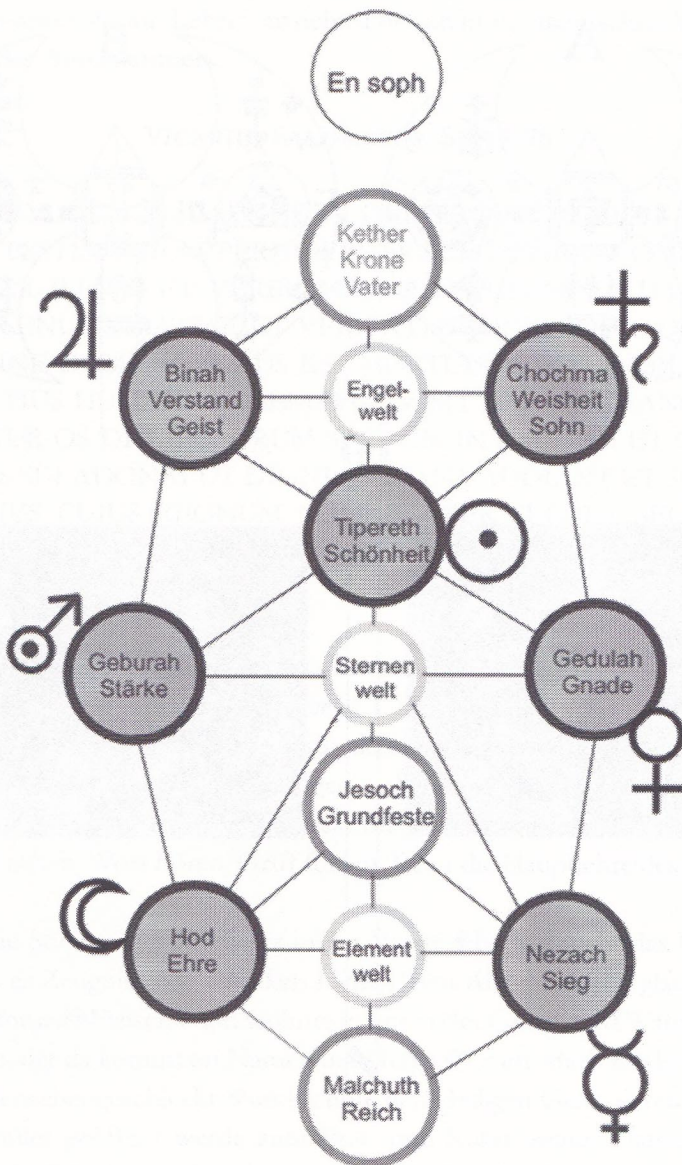 En soph
Kether
Krone
Vater
Binah
Verstand
Geist
Engel-
welt
Chochma
Weisheit
Sohn
Tipereth
Schönheit
Geburah
Stärke
Sternen
welt
Gedulah
Gnade
Jesoch
Grundfeste
Hod
Ehre
Element
welt
Nezach
Sieg
Malchuth
Reich